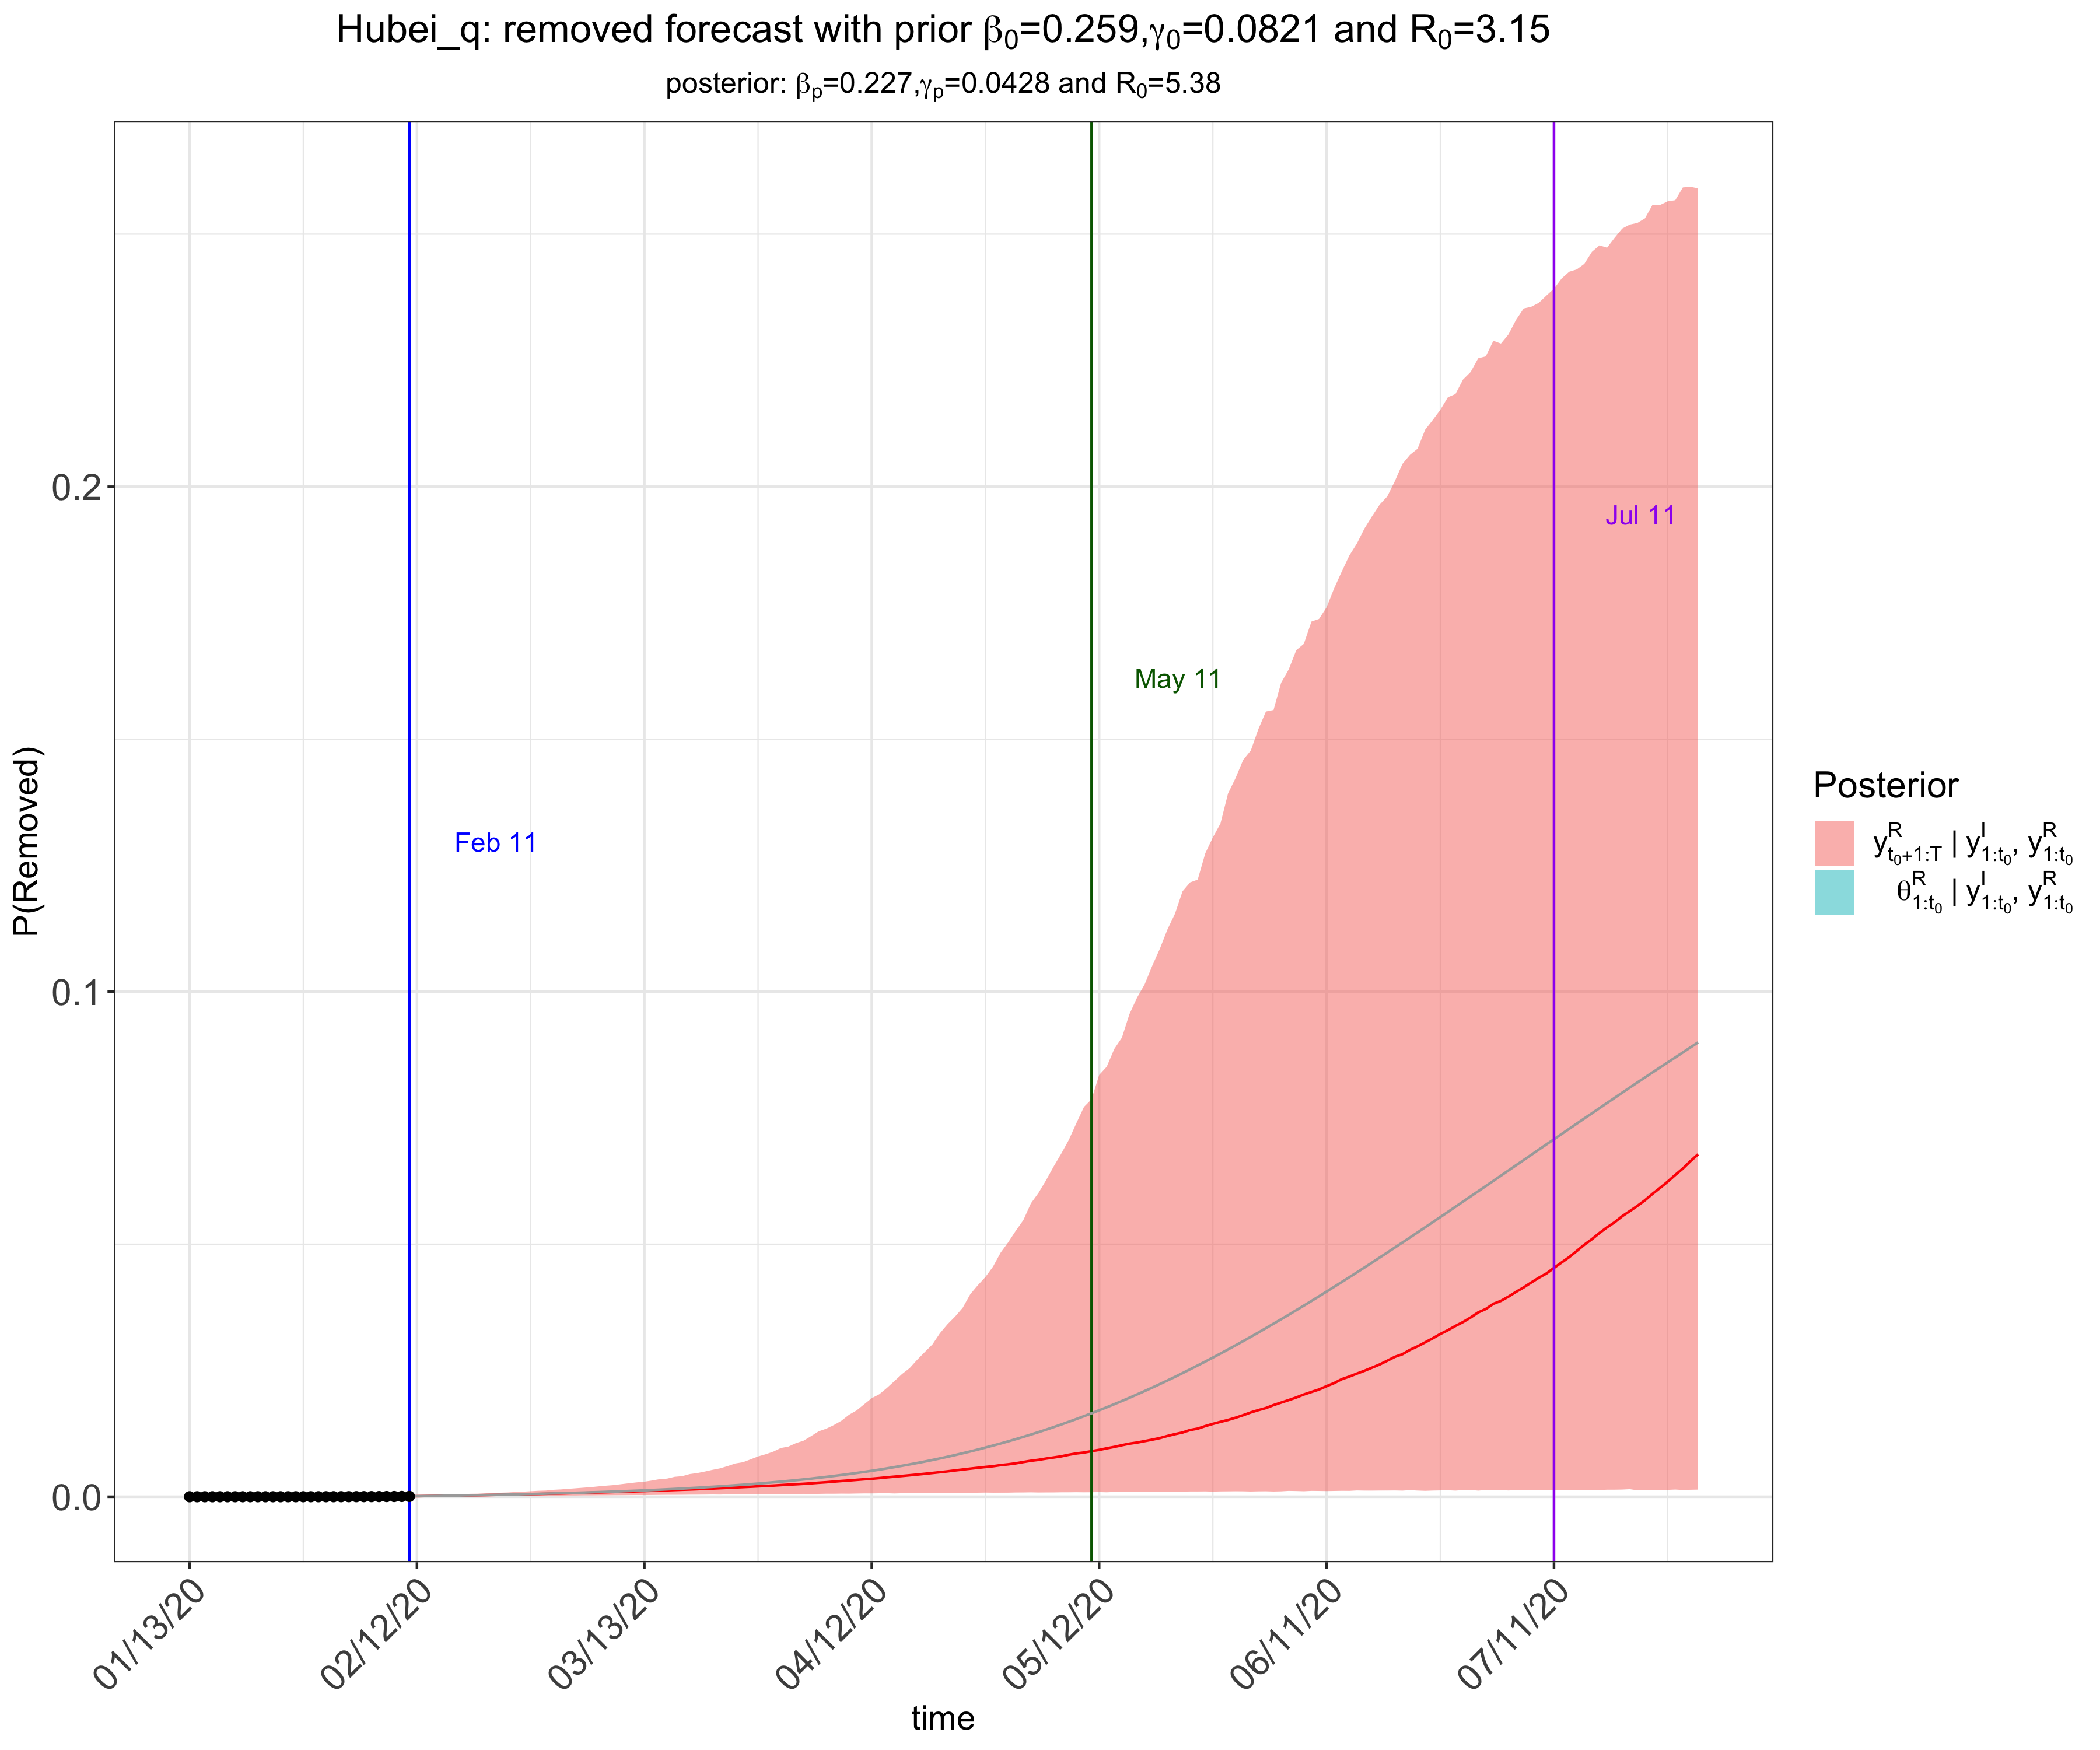 Hubei_q: removed forecast with prior β₀=0.259,γ₀=0.0821 and R₀=3.15
posterior: βₚ=0.227,γₚ=0.0428 and R₀=5.38
P(Removed)
0.2
0.1
0.0
Feb 11
May 11
Jul 11
01/13/20
02/12/20
03/13/20
04/12/20
05/12/20
06/11/20
07/11/20
time
Posterior
y^R_{t₀+1:T} | y^I_{1:t₀}, y^R_{1:t₀}
θ^R_{1:t₀} | y^I_{1:t₀}, y^R_{1:t₀}